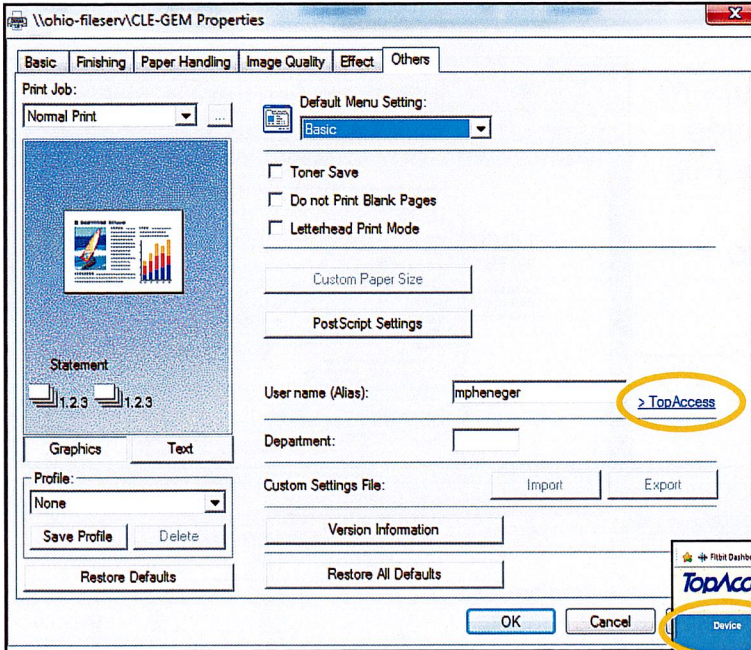 \\ohio-fileserv\CLE-GEM Properties
Basic Finishing Paper Handling Image Quality Effect Others
Print Job:
Normal Print
...
Default Menu Setting:
Basic
Toner Save
Do not Print Blank Pages
Letterhead Print Mode
Custom Paper Size
PostScript Settings
Statement
1.2.3 1.2.3
User name (Alias): mpheneger > TopAccess
Graphics Text
Department:
Profile:
None
Custom Settings File: Import Export
Save Profile Delete
Version Information
Restore Defaults
Restore All Defaults
OK Cancel
Fitbit Dashb
TopAcc
Device